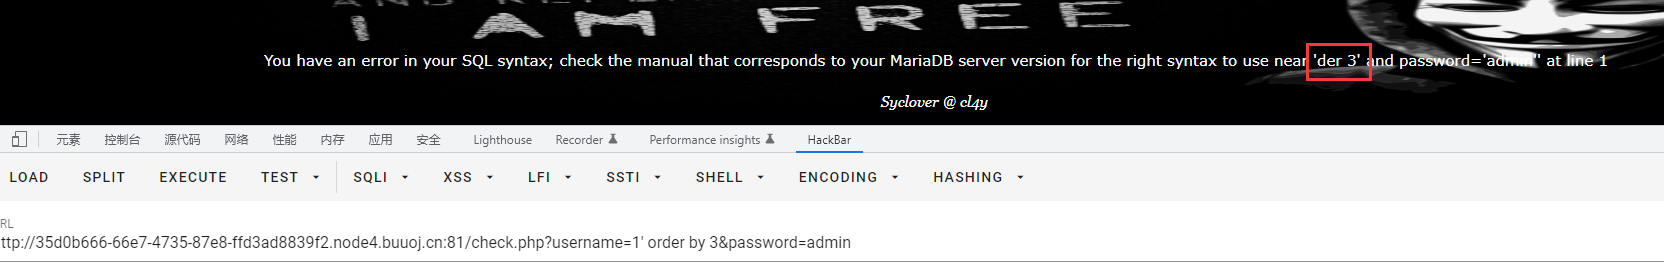 I AM FREE
You have an error in your SQL syntax; check the manual that corresponds to your MariaDB server version for the right syntax to use near 'der 3' and password='admin'' at line 1
Syclover @ cl4y
元素 控制台 源代码 网络 性能 内存 应用 安全 Lighthouse Recorder Performance insights HackBar
LOAD SPLIT EXECUTE TEST SQLI XSS LFI SSTI SHELL ENCODING HASHING
RL
ttp://35d0b666-66e7-4735-87e8-ffd3ad8839f2.node4.buuoj.cn:81/check.php?username=1' order by 3&password=admin